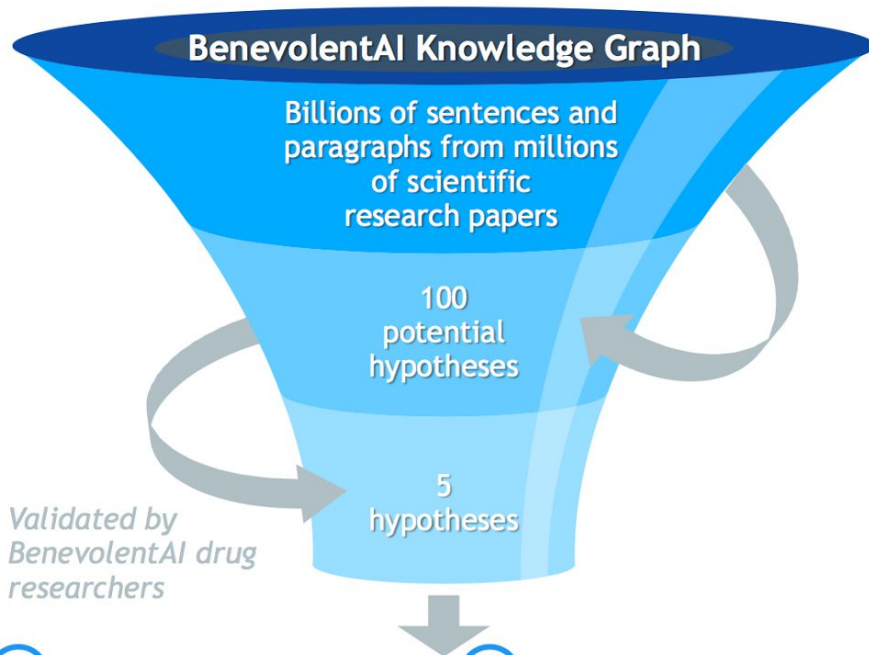 BenevolentAI Knowledge Graph
Billions of sentences and
paragraphs from millions
of scientific
research papers
100
potential
hypotheses
5
hypotheses
Validated by
BenevolentAI drug
researchers